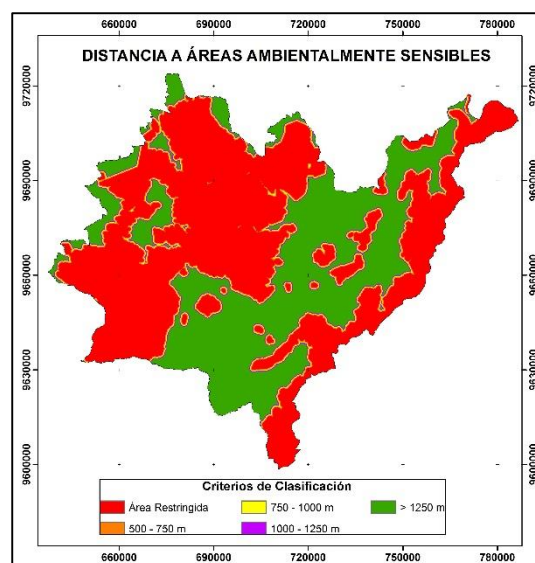 660000 690000 720000 750000 780000
DISTANCIA A ÁREAS AMBIENTALMENTE SENSIBLES
9720000 9720000
9690000 9690000
9660000 9660000
9630000 9630000
9600000 9600000
Criterios de Clasificación
Área Restringida 750 - 1000 m > 1250 m
500 - 750 m 1000 - 1250 m
660000 690000 720000 750000 780000